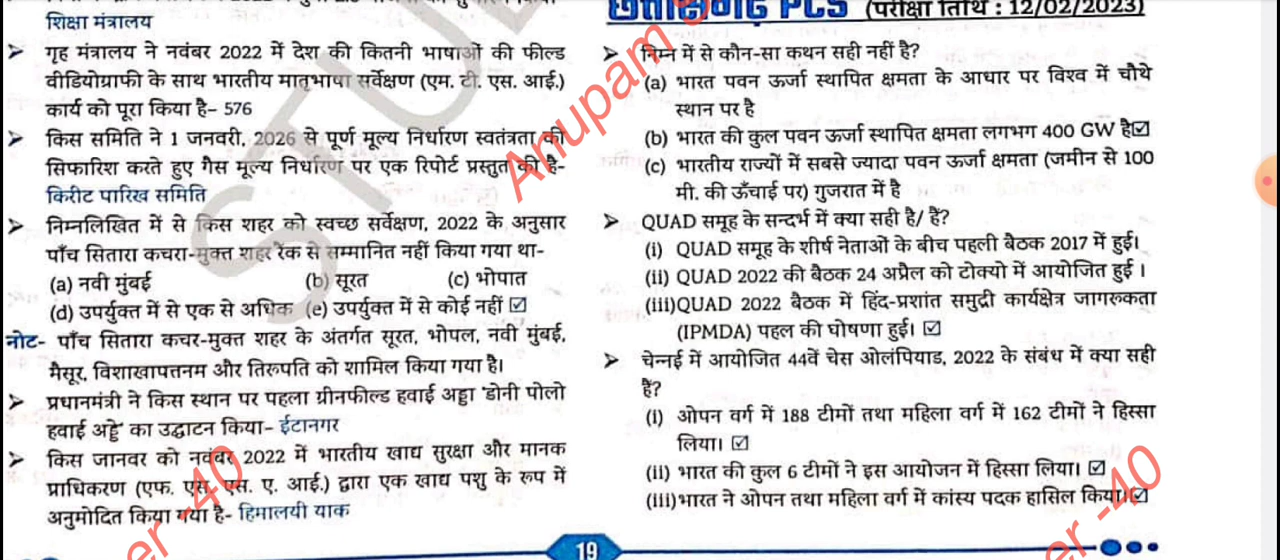 शिक्षा मंत्रालय
➤ गृह मंत्रालय ने नवंबर 2022 में देश की कितनी भाषाओं की फील्ड
वीडियोग्राफी के साथ भारतीय मातृभाषा सर्वेक्षण (एम. टी. एस. आई.)
कार्य को पूरा किया है– 576
➤ किस समिति ने 1 जनवरी, 2026 से पूर्ण मूल्य निर्धारण स्वतंत्रता की
सिफारिश करते हुए गैस मूल्य निर्धारण पर एक रिपोर्ट प्रस्तुत की है–
किरीट पारिख समिति
➤ निम्नलिखित में से किस शहर को स्वच्छ सर्वेक्षण, 2022 के अनुसार
पाँच सितारा कचरा-मुक्त शहर रैंक से सम्मानित नहीं किया गया था–
(a) नवी मुंबई (b) सूरत (c) भोपात
(d) उपर्युक्त में से एक से अधिक (e) उपर्युक्त में से कोई नहीं ☑
नोट– पाँच सितारा कचर-मुक्त शहर के अंतर्गत सूरत, भोपल, नवी मुंबई,
मैसूर, विशाखापत्तनम और तिरुपति को शामिल किया गया है।
➤ प्रधानमंत्री ने किस स्थान पर पहला ग्रीनफील्ड हवाई अड्डा 'डोनी पोलो
हवाई अड्डे' का उद्घाटन किया– ईटानगर
➤ किस जानवर को नवंबर 2022 में भारतीय खाद्य सुरक्षा और मानक
प्राधिकरण (एफ. एस. एस. ए. आई.) द्वारा एक खाद्य पशु के रूप में
अनुमोदित किया गया है– हिमालयी याक
छत्तीसगढ़ PCS (परीक्षा तिथि : 12/02/2023)
➤ निम्न में से कौन-सा कथन सही नहीं है?
(a) भारत पवन ऊर्जा स्थापित क्षमता के आधार पर विश्व में चौथे
स्थान पर है
(b) भारत की कुल पवन ऊर्जा स्थापित क्षमता लगभग 400 GW है☑
(c) भारतीय राज्यों में सबसे ज्यादा पवन ऊर्जा क्षमता (जमीन से 100
मी. की ऊँचाई पर) गुजरात में है
➤ QUAD समूह के सन्दर्भ में क्या सही है/ हैं?
(i) QUAD समूह के शीर्ष नेताओं के बीच पहली बैठक 2017 में हुई।
(ii) QUAD 2022 की बैठक 24 अप्रैल को टोक्यो में आयोजित हुई ।
(iii)QUAD 2022 बैठक में हिंद-प्रशांत समुद्री कार्यक्षेत्र जागरूकता
(IPMDA) पहल की घोषणा हुई। ☑
➤ चेन्नई में आयोजित 44वें चेस ओलंपियाड, 2022 के संबंध में क्या सही
हैं?
(i) ओपन वर्ग में 188 टीमों तथा महिला वर्ग में 162 टीमों ने हिस्सा
लिया। ☑
(ii) भारत की कुल 6 टीमों ने इस आयोजन में हिस्सा लिया। ☑
(iii)भारत ने ओपन तथा महिला वर्ग में कांस्य पदक हासिल किया।☑
19
Anupam
er -40
er -40